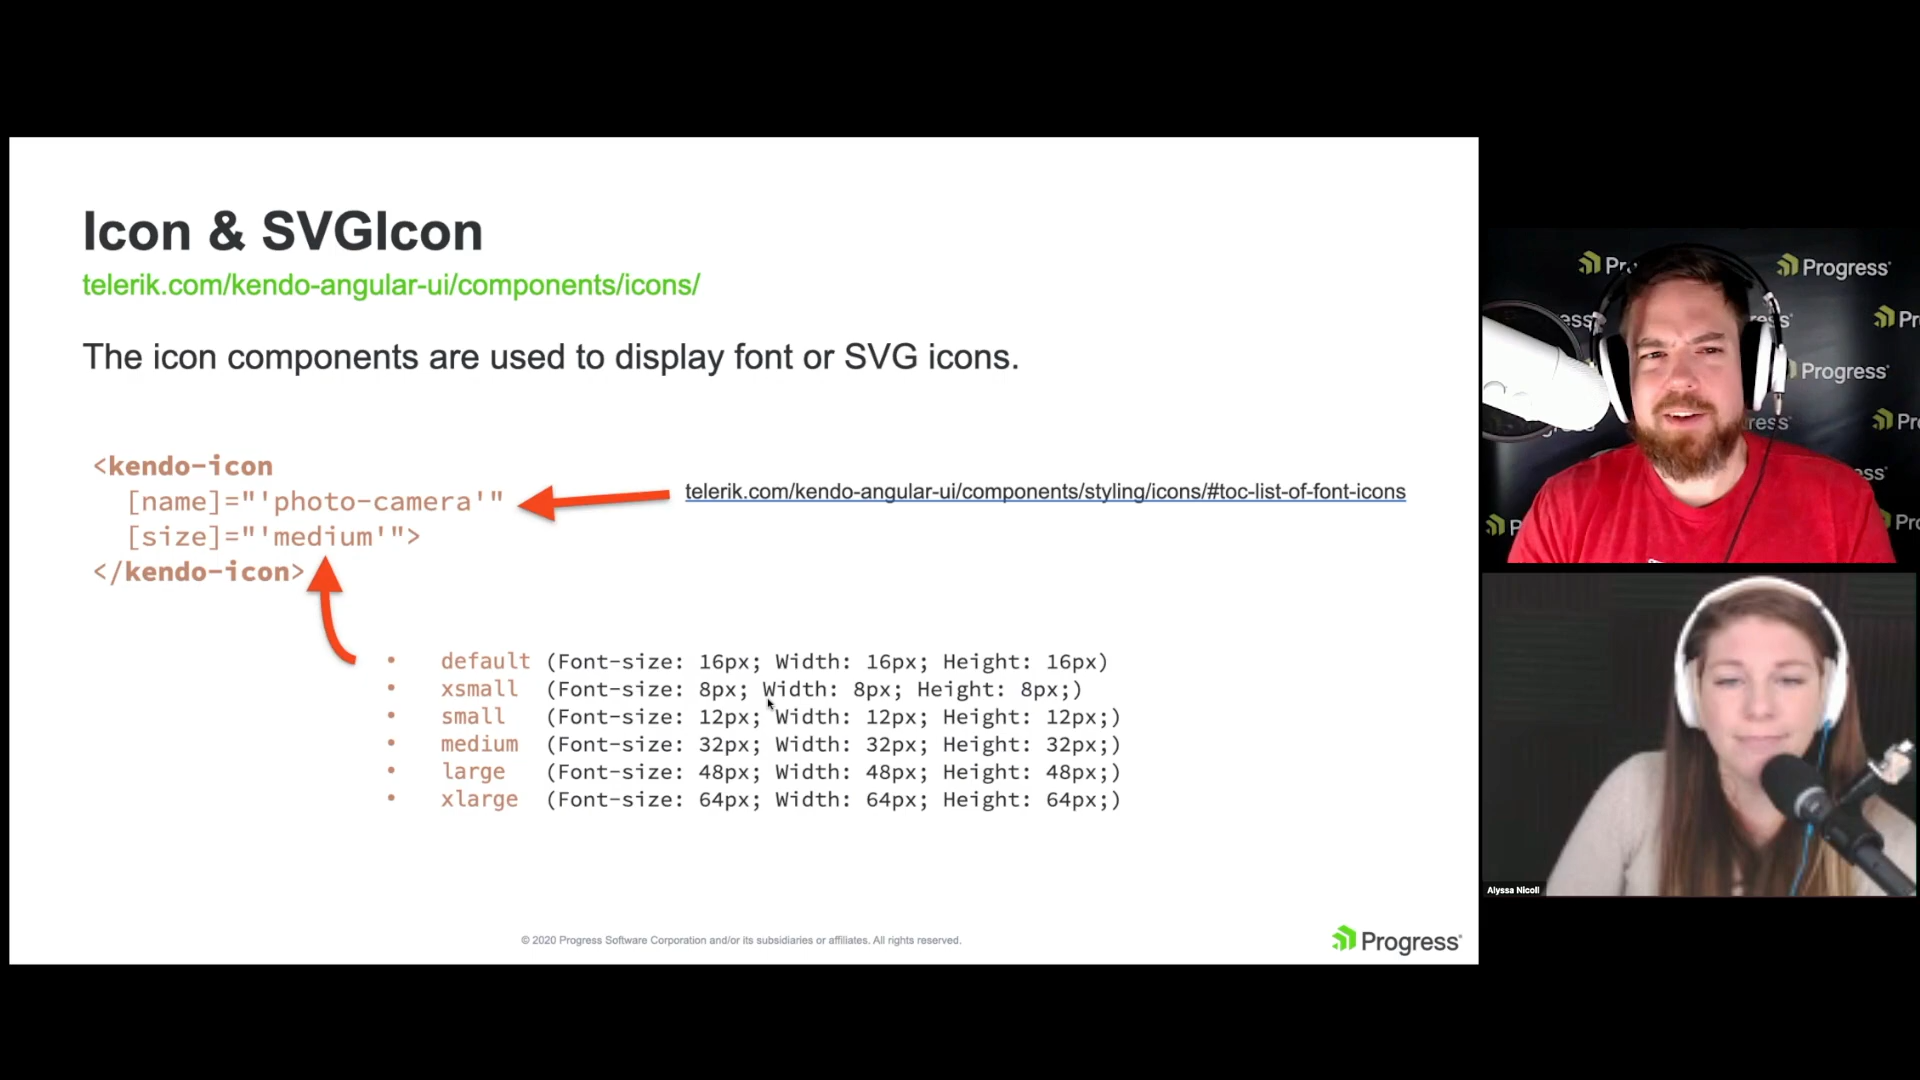 Icon & SVGIcon
telerik.com/kendo-angular-ui/components/icons/
The icon components are used to display font or SVG icons.
<kendo-icon
[name]="'photo-camera'"
telerik.com/kendo-angular-ui/components/styling/icons/#toc-list-of-font-icons
[size]="'medium'">
</kendo-icon>
• default (Font-size: 16px; Width: 16px; Height: 16px)
• xsmall (Font-size: 8px; Width: 8px; Height: 8px;)
• small (Font-size: 12px; Width: 12px; Height: 12px;)
• medium (Font-size: 32px; Width: 32px; Height: 32px;)
• large (Font-size: 48px; Width: 48px; Height: 48px;)
• xlarge (Font-size: 64px; Width: 64px; Height: 64px;)
© 2020 Progress Software Corporation and/or its subsidiaries or affiliates. All rights reserved.
Progress
Progress
Progress
Alyssa Nicoll